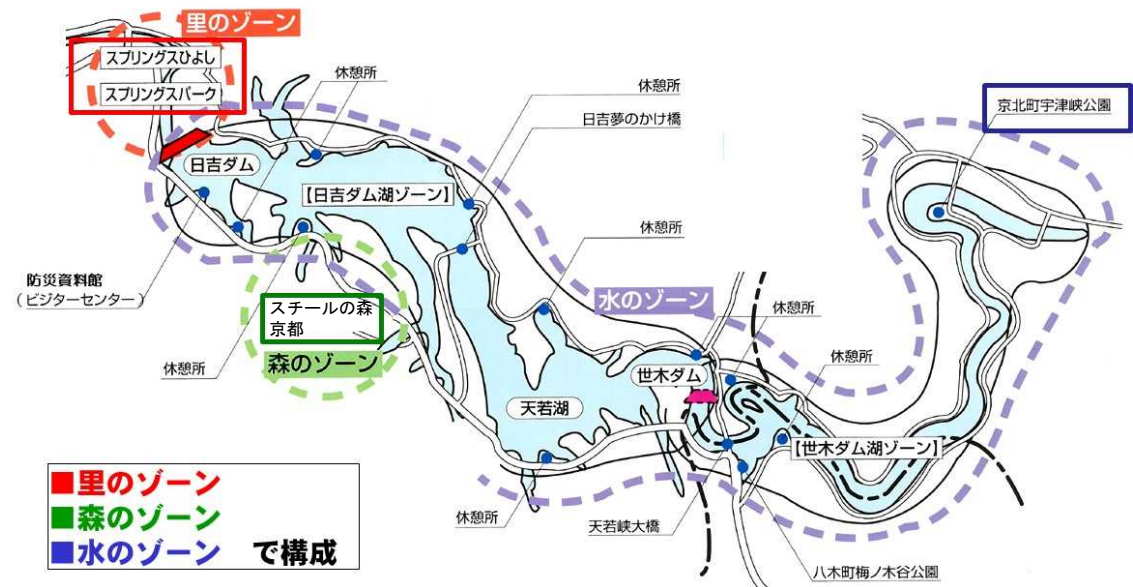 里のゾーン
スプリングスひよし
スプリングスパーク
休憩所
休憩所
日吉夢のかけ橋
京北町宇津峡公園
日吉ダム
【日吉ダム湖ゾーン】
休憩所
防災資料館
（ビジターセンター）
スチールの森
京都
水のゾーン
休憩所
休憩所
森のゾーン
休憩所
世木ダム
天若湖
【世木ダム湖ゾーン】
■里のゾーン
■森のゾーン
■水のゾーン で構成
休憩所
天若峡大橋
八木町梅ノ木谷公園